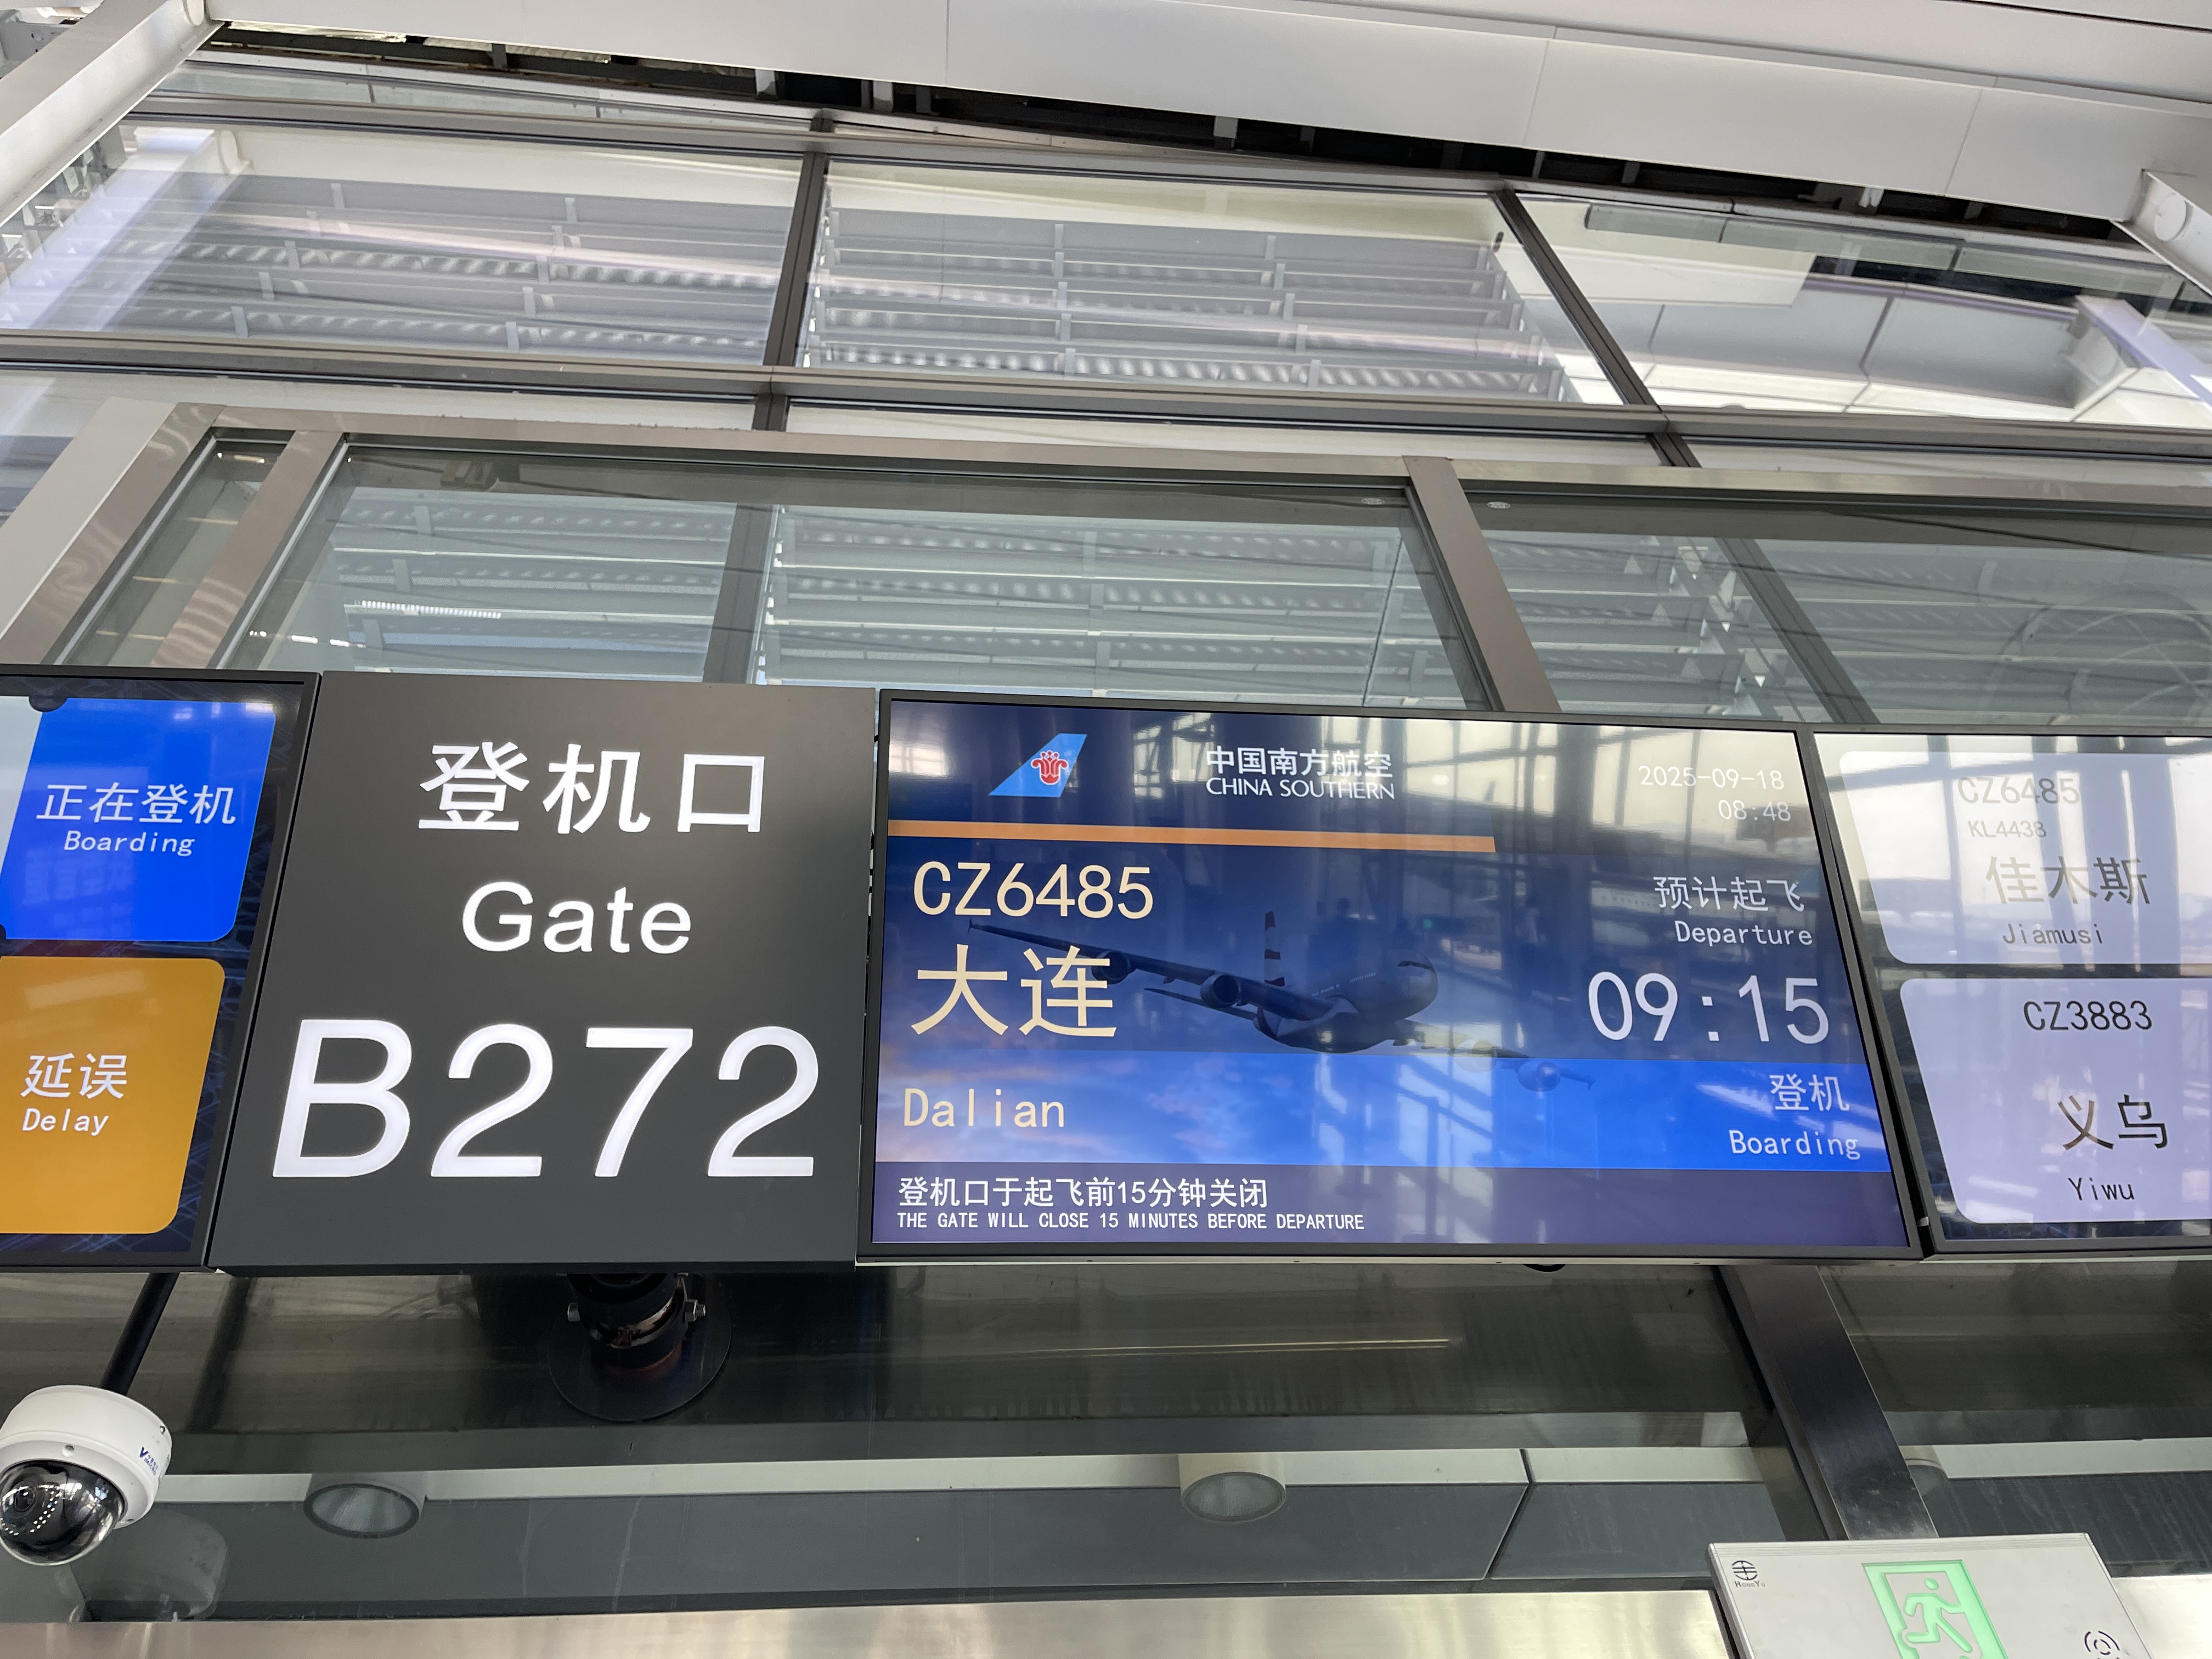 正在登机
Boarding
延误
Delay
登机口
Gate
B272
中国南方航空
CHINA SOUTHERN
2025-09-18
08:48
CZ6485
大连
Dalian
预计起飞
Departure
09:15
登机
Boarding
登机口于起飞前15分钟关闭
THE GATE WILL CLOSE 15 MINUTES BEFORE DEPARTURE
CZ6485
KL4438
佳木斯
Jiamusi
CZ3883
义乌
Yiwu
HONGYU